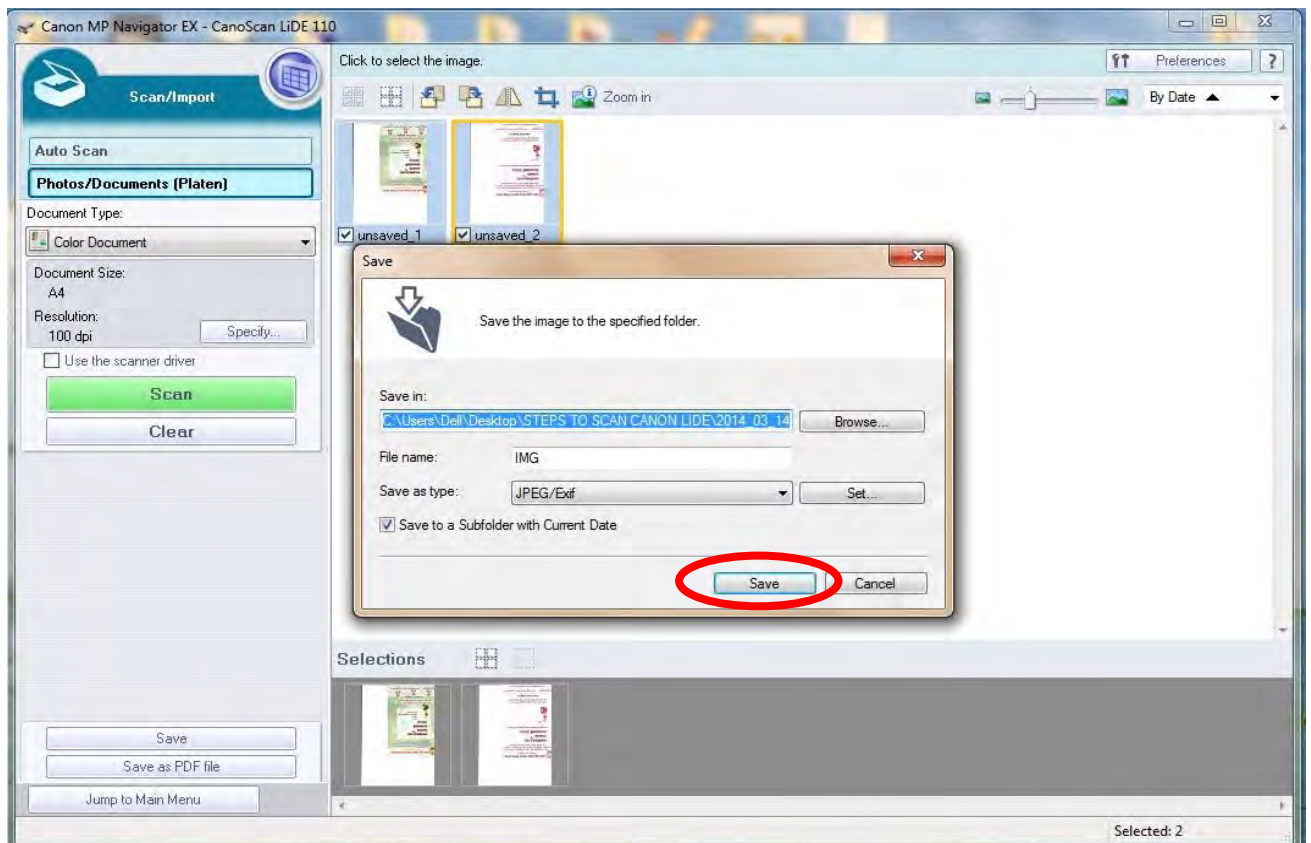 Canon MP Navigator EX - CanoScan LiDE 110
Scan/Import
Click to select the image.
Preferences
?
Zoom in
By Date
Auto Scan
Photos/Documents (Platen)
Document Type:
Color Document
Document Size:
A4
Resolution:
100 dpi
Specify...
Use the scanner driver
Scan
Clear
unsaved_1
unsaved_2
Save
Save the image to the specified folder.
Save in:
C:\Users\Dell\Desktop\STEPS TO SCAN CANON LIDE\2014_03_14
Browse...
File name:
IMG
Save as type:
JPEG/Exif
Set...
Save to a Subfolder with Current Date
Save
Cancel
Selections
Save
Save as PDF file
Jump to Main Menu
Selected: 2